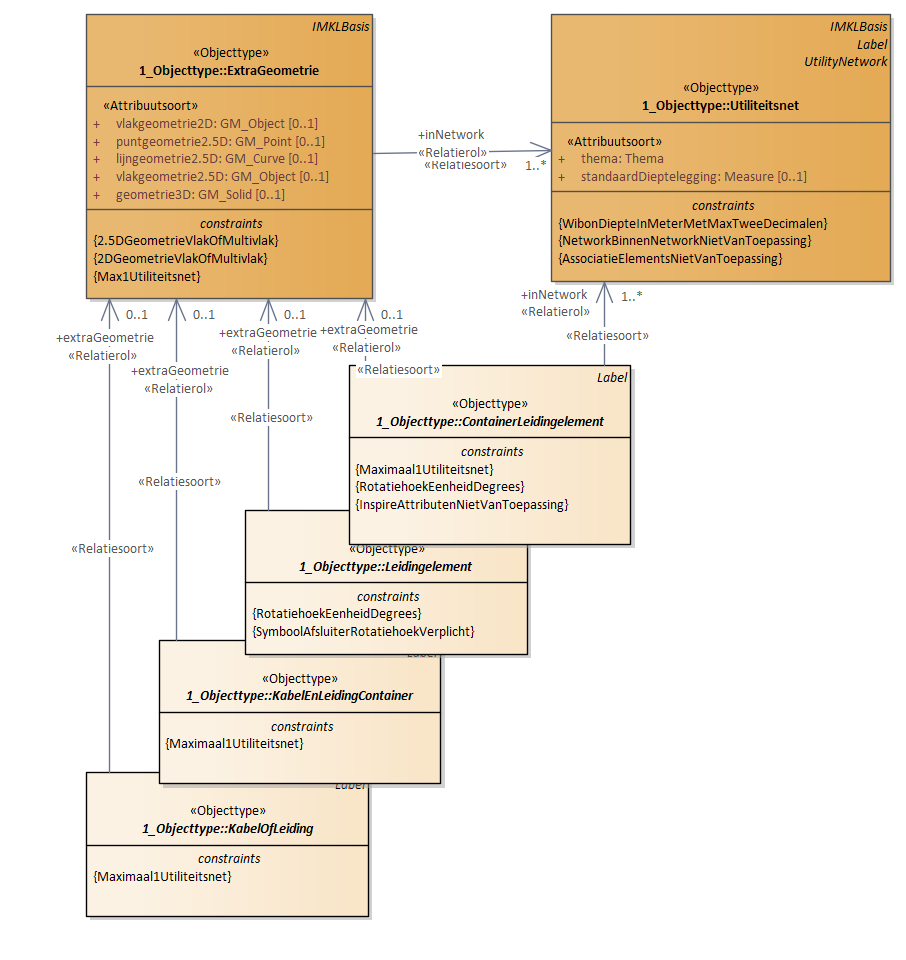 IMKLBasis
«Objecttype»
1_Objecttype::ExtraGeometrie
«Attribuutsoort»
+ vlakgeometrie2D: GM_Object [0..1]
+ puntgeometrie2.5D: GM_Point [0..1]
+ lijngeometrie2.5D: GM_Curve [0..1]
+ vlakgeometrie2.5D: GM_Object [0..1]
+ geometrie3D: GM_Solid [0..1]
constraints
{2.5DGeometrieVlakOfMultivlak}
{2DGeometrieVlakOfMultivlak}
{Max1Utiliteitsnet}
+inNetwork
«Relatierol»
«Relatiesoort»
1..*
IMKLBasis
Label
UtilityNetwork
«Objecttype»
1_Objecttype::Utiliteitsnet
«Attribuutsoort»
+ thema: Thema
+ standaardDieptelegging: Measure [0..1]
constraints
{WibonDiepteInMeterMetMaxTweeDecimalen}
{NetworkBinnenNetworkNietVanToepassing}
{AssociatieElementsNietVanToepassing}
0..1
+extraGeometrie
«Relatierol»
«Relatiesoort»
0..1
+extraGeometrie
«Relatierol»
«Relatiesoort»
0..1
+extraGeometrie
«Relatierol»
«Relatiesoort»
0..1
+extraGeometrie
«Relatierol»
«Relatiesoort»
+inNetwork
1..*
«Relatierol»
«Relatiesoort»
Label
«Objecttype»
1_Objecttype::ContainerLeidingelement
constraints
{Maximaal1Utiliteitsnet}
{RotatiehoekEenheidDegrees}
{InspireAttributenNietVanToepassing}
«Objecttype»
1_Objecttype::Leidingelement
constraints
{RotatiehoekEenheidDegrees}
{SymboolAfsluiterRotatiehoekVerplicht}
Label
«Objecttype»
1_Objecttype::KabelEnLeidingContainer
constraints
{Maximaal1Utiliteitsnet}
Label
«Objecttype»
1_Objecttype::KabelOfLeiding
constraints
{Maximaal1Utiliteitsnet}